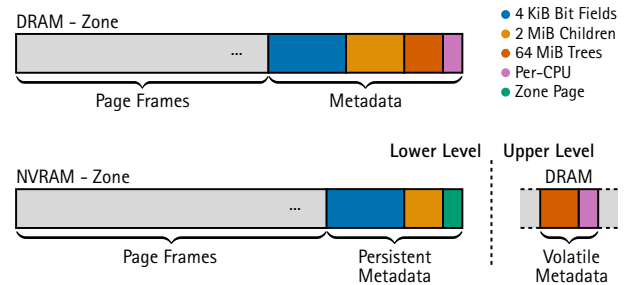 DRAM - Zone
...
Page Frames
Metadata
4 KiB Bit Fields
2 MiB Children
64 MiB Trees
Per-CPU
Zone Page
Lower Level
Upper Level
NVRAM - Zone
DRAM
...
Page Frames
Persistent
Metadata
Volatile
Metadata